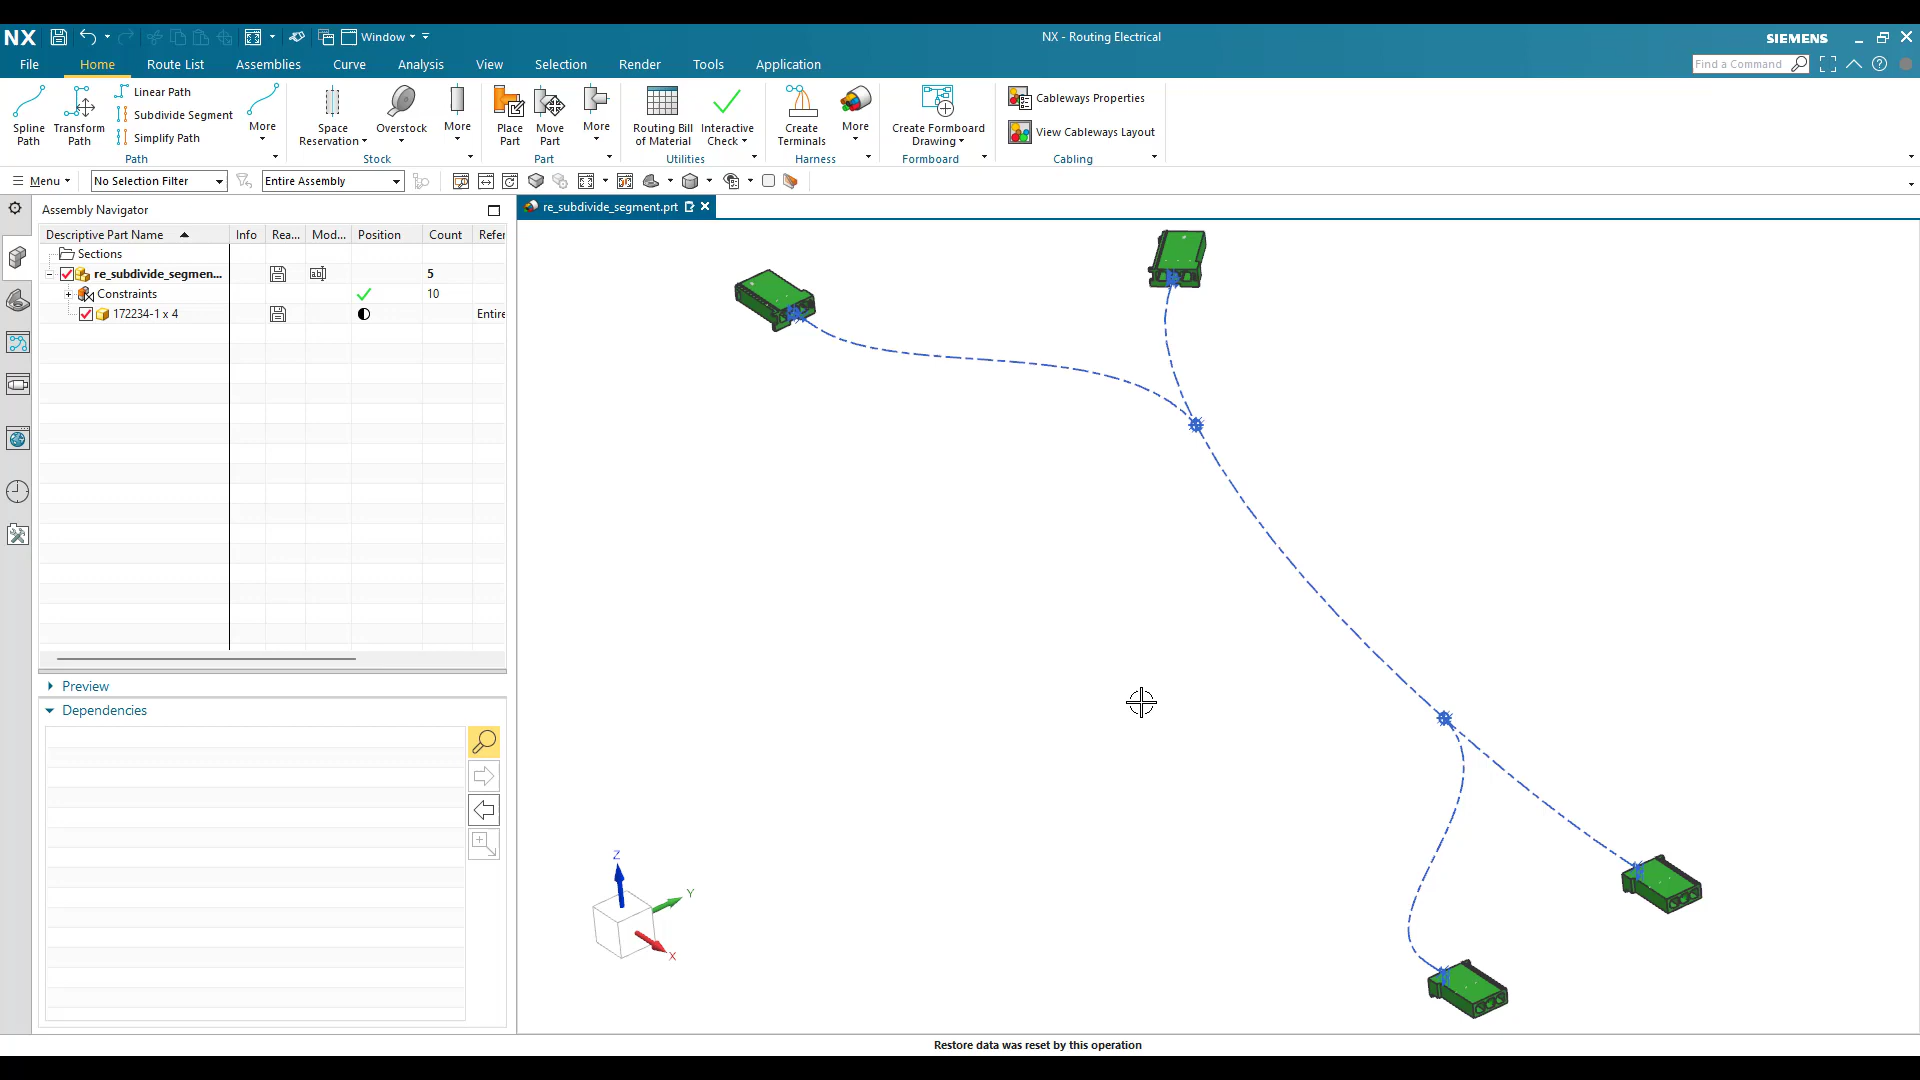 NX
Window
NX - Routing Electrical
SIEMENS
File
Home
Route List
Assemblies
Curve
Analysis
View
Selection
Render
Tools
Application
Find a Command
Spline Path
Transform Path
Linear Path
Subdivide Segment
Simplify Path
More
Space Reservation
Overstock
More
Place Part
Move Part
More
Routing Bill of Material
Interactive Check
Create Terminals
More
Create Formboard Drawing
Cableways Properties
View Cableways Layout
Path
Stock
Part
Utilities
Harness
Formboard
Cabling
Menu
No Selection Filter
Entire Assembly
Assembly Navigator
re_subdivide_segment.prt
Descriptive Part Name
Info
Rea...
Mod...
Position
Count
Refer
Sections
re_subdivide_segmen...
5
Constraints
10
172234-1 x 4
Entire
Preview
Dependencies
Z
Y
X
Restore data was reset by this operation